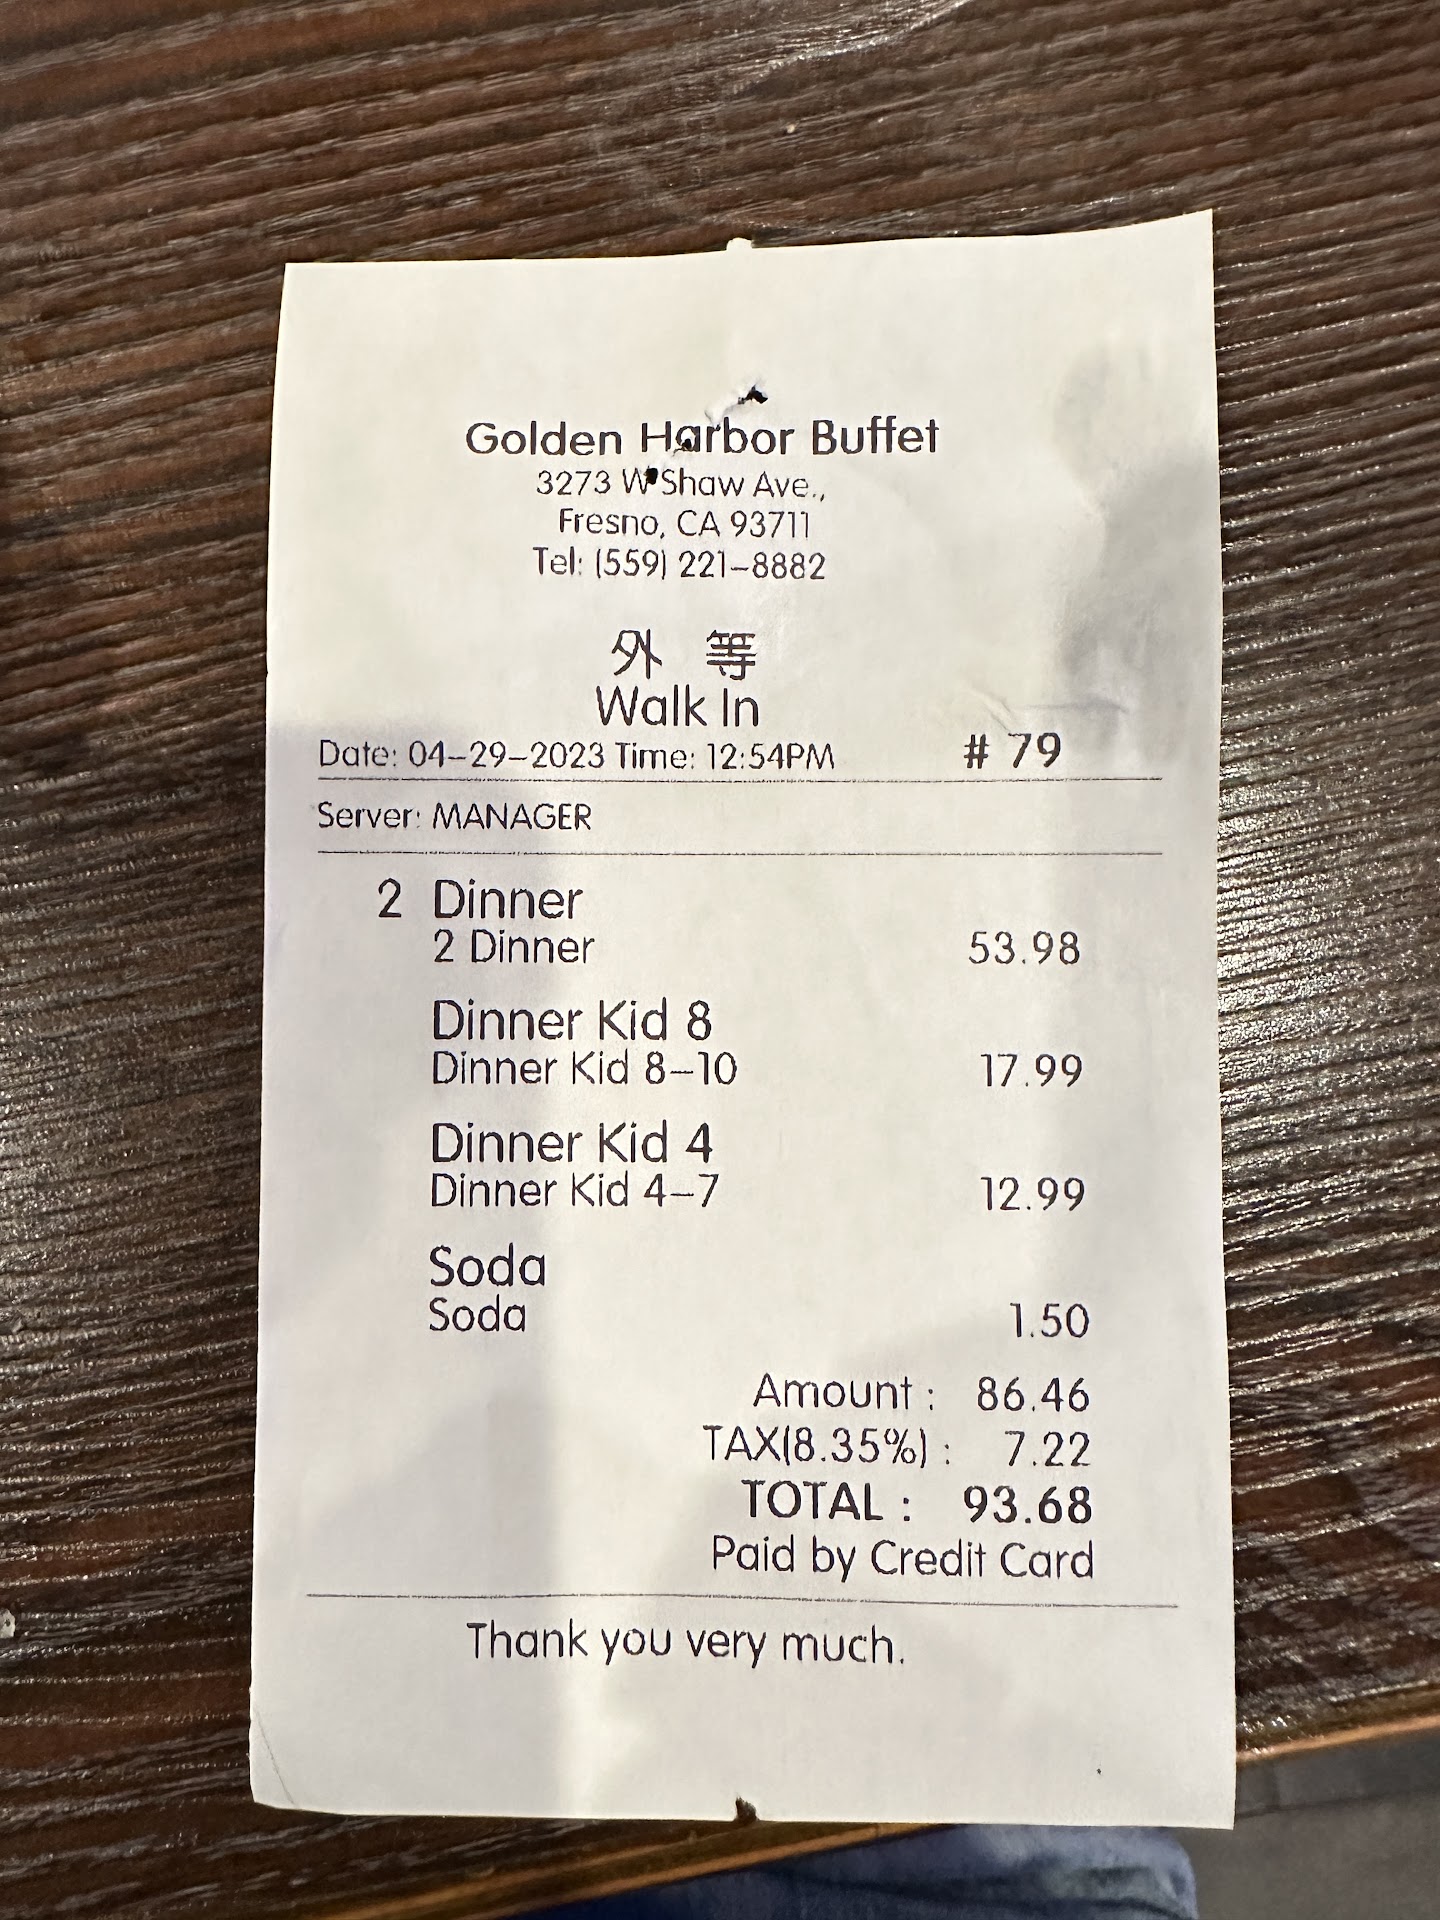 Golden Harbor Buffet
3273 W Shaw Ave.,
Fresno, CA 93711
Tel: (559) 221-8882
外 等
Walk In
Date: 04-29-2023 Time: 12:54PM # 79
Server: MANAGER
2 Dinner
2 Dinner 53.98
Dinner Kid 8
Dinner Kid 8-10 17.99
Dinner Kid 4
Dinner Kid 4-7 12.99
Soda
Soda 1.50
Amount : 86.46
TAX(8.35%) : 7.22
TOTAL : 93.68
Paid by Credit Card
Thank you very much.